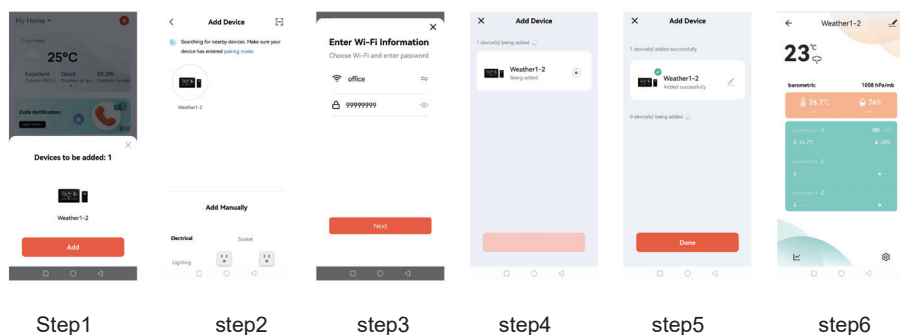 My Home
Cozy Home
25°C
Excellent Good 55.0%
Calls Notification
×
Devices to be added: 1
Weather1-2
Add
Step1
Add Device
Searching for nearby devices. Make sure your
device has entered pairing mode.
Weather1-2
Add Manually
Electrical Socket
Lighting
step2
×
Enter Wi-Fi Information
Choose Wi-Fi and enter password
office
99999999
Next
step3
× Add Device
1 device(s) being added
Weather1-2
Being added
step4
× Add Device
1 device(s) added successfully
Weather1-2
Added successfully
0 device(s) being added
Done
step5
Weather1-2
23°C
barometric 1008 hPa/mb
26.7°C 76%
step6